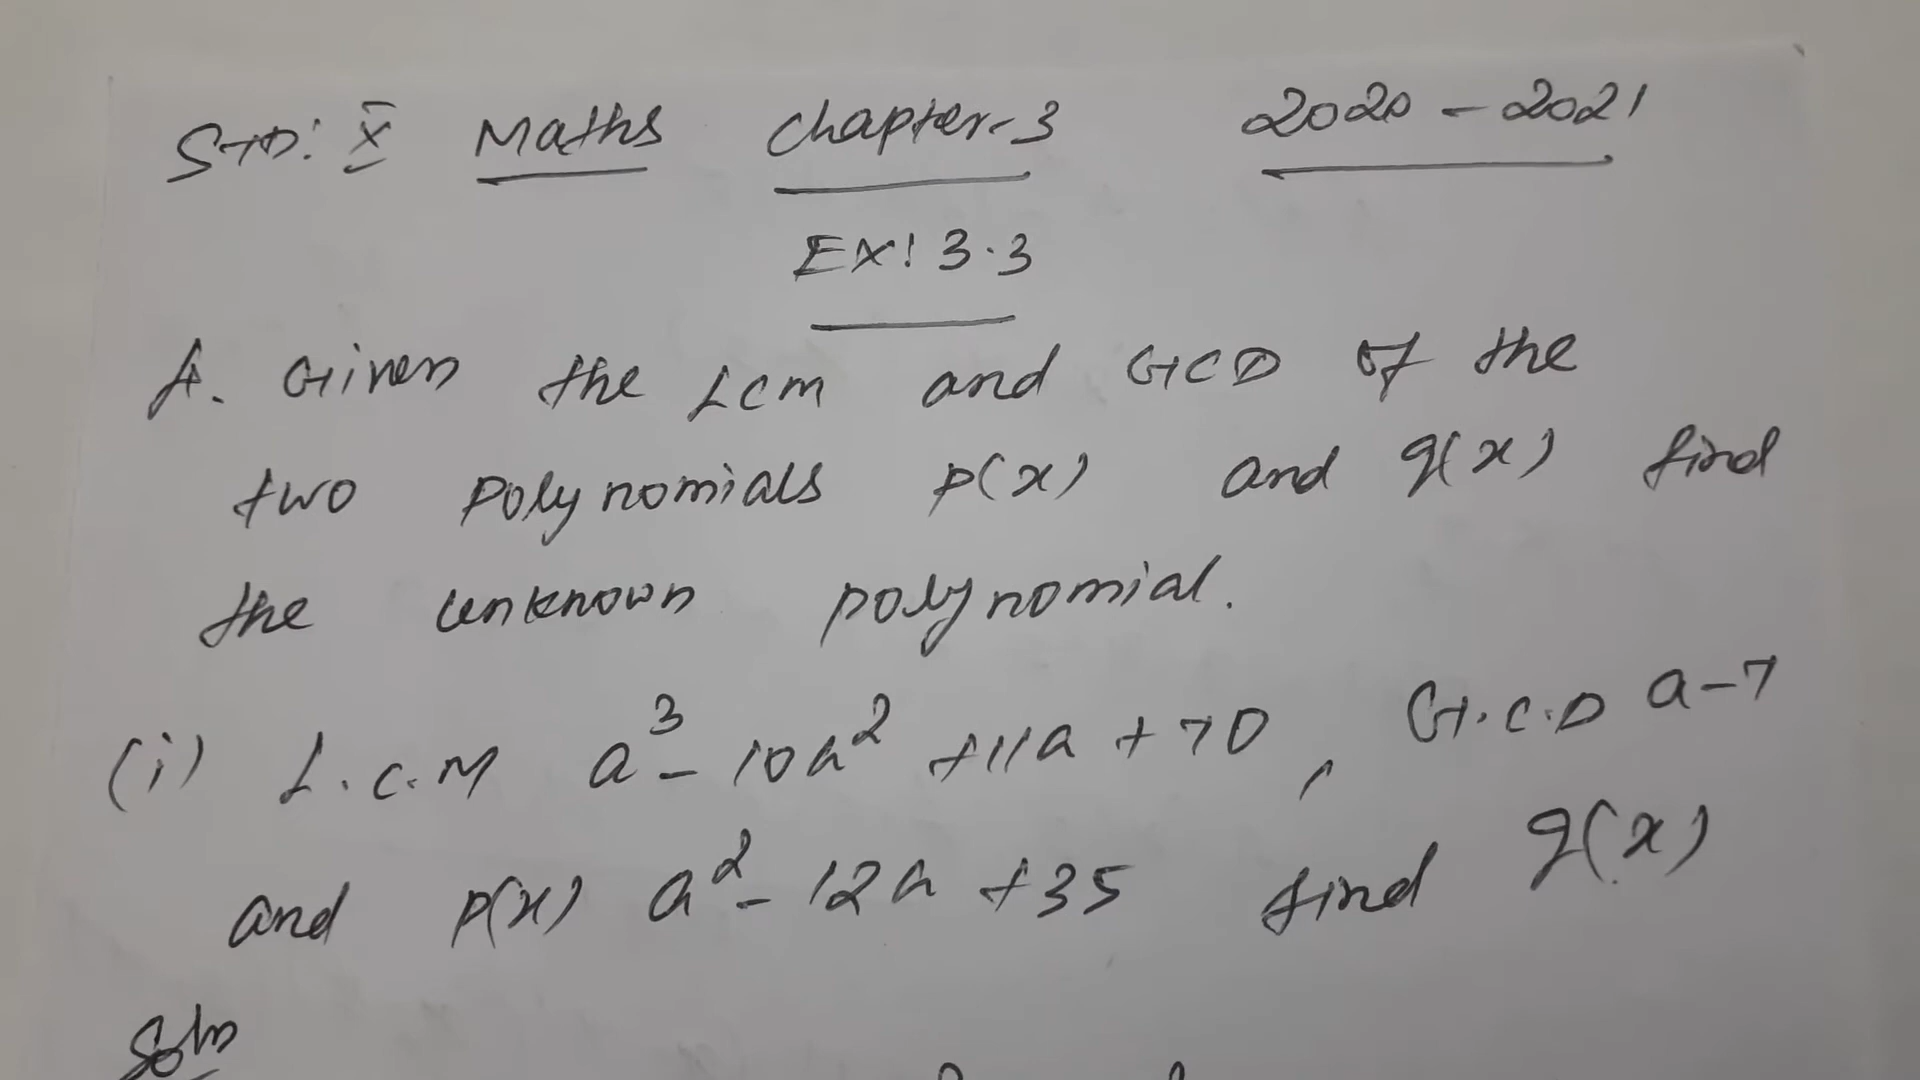 STD: X Maths Chapter-3 2020-2021
EX: 3.3
A. Given the Lcm and GCD of the
two polynomials p(x) and q(x) find
the unknown polynomial.
(i) L.C.M a³ - 10a² + 11a + 70, G.C.D a-7
and p(x) a² - 12a + 35 find q(x)
Soln